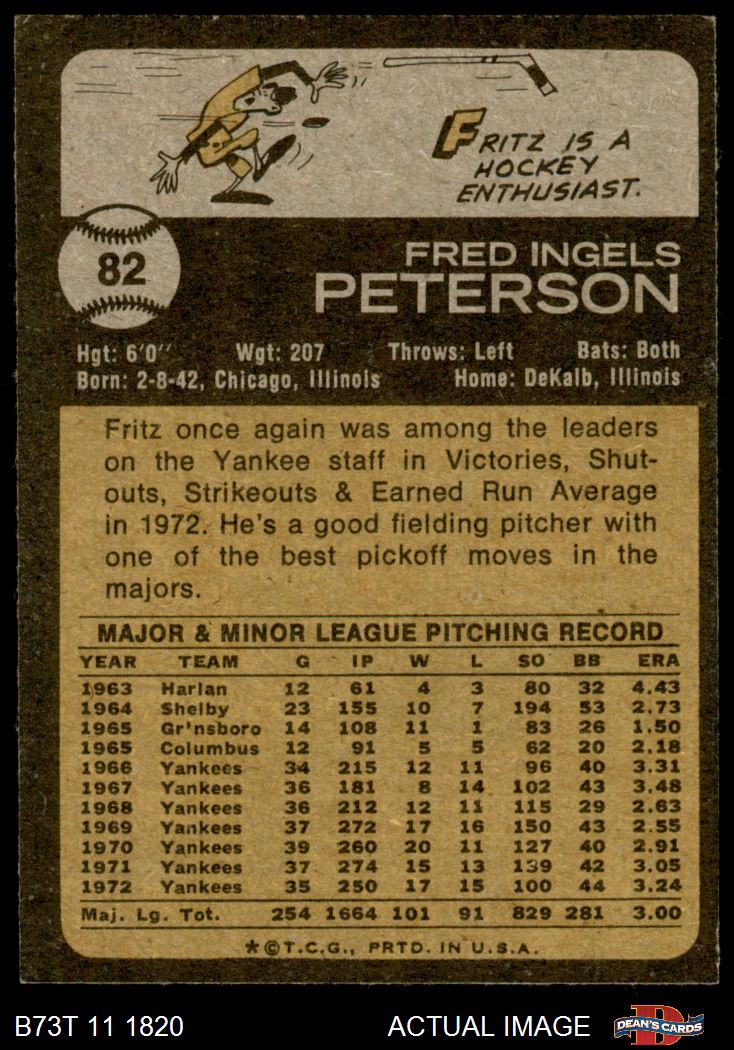 FRITZ IS A
HOCKEY
ENTHUSIAST.
82
FRED INGELS
PETERSON
Hgt: 6'0" Wgt: 207 Throws: Left Bats: Both
Born: 2-8-42, Chicago, Illinois Home: DeKalb, Illinois
Fritz once again was among the leaders
on the Yankee staff in Victories, Shut-
outs, Strikeouts & Earned Run Average
in 1972. He's a good fielding pitcher with
one of the best pickoff moves in the
majors.
MAJOR & MINOR LEAGUE PITCHING RECORD
YEAR TEAM G IP W L SO BB ERA
1963 Harlan 12 61 4 3 80 32 4.43
1964 Shelby 23 155 10 7 194 53 2.73
1965 Gr'nsboro 14 108 11 1 83 26 1.50
1965 Columbus 12 91 5 5 62 20 2.18
1966 Yankees 34 215 12 11 96 40 3.31
1967 Yankees 36 181 8 14 102 43 3.48
1968 Yankees 36 212 12 11 115 29 2.63
1969 Yankees 37 272 17 16 150 43 2.55
1970 Yankees 39 260 20 11 127 40 2.91
1971 Yankees 37 274 15 13 139 42 3.05
1972 Yankees 35 250 17 15 100 44 3.24
Maj. Lg. Tot. 254 1664 101 91 829 281 3.00
*©T.C.G., PRTD. IN U.S.A.
B73T 11 1820 ACTUAL IMAGE D DEAN'S CARDS